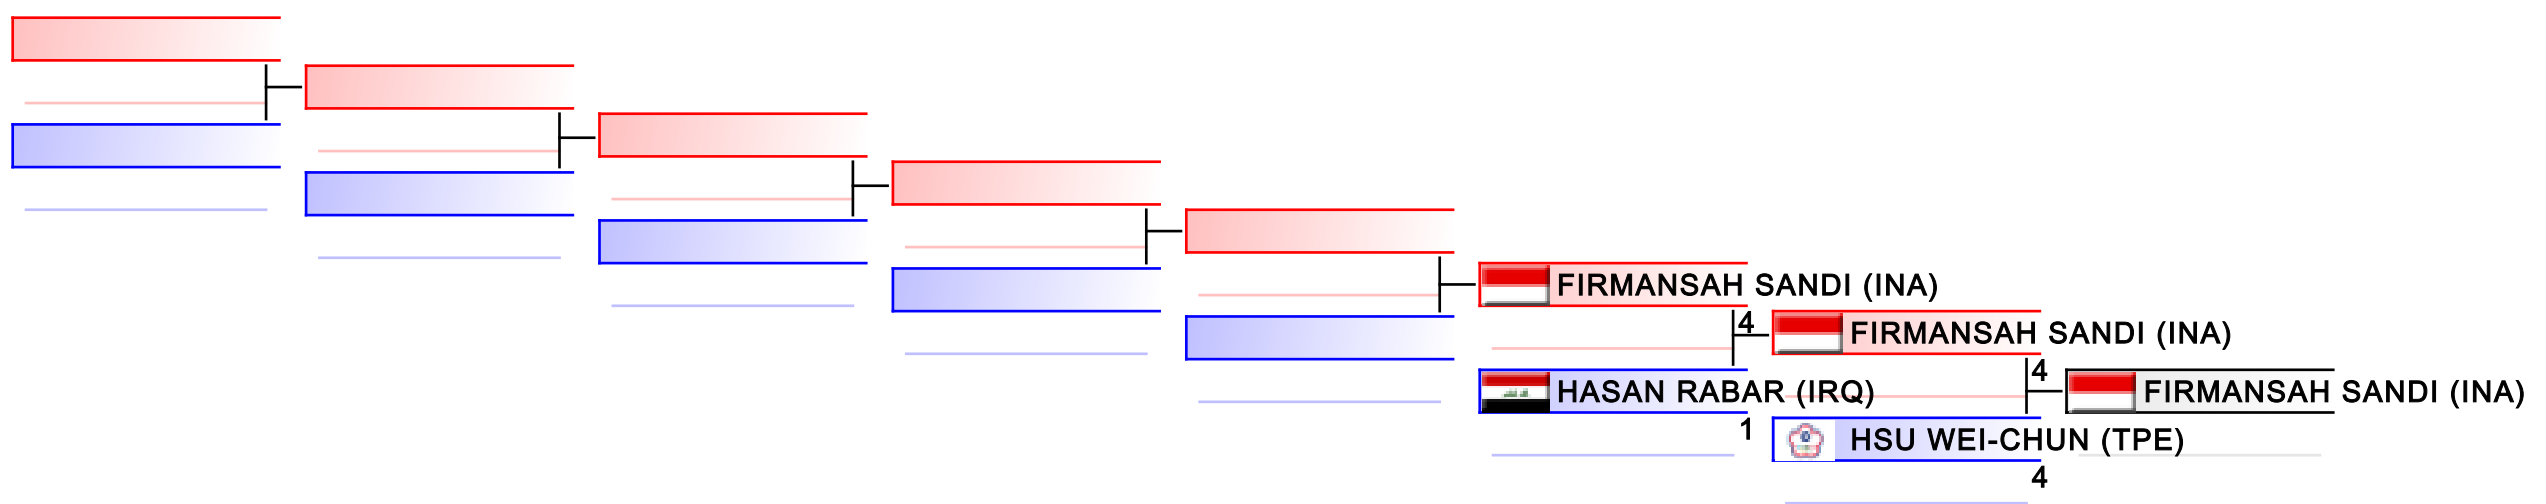 FIRMANSAH SANDI (INA)
4
FIRMANSAH SANDI (INA)
4
HASAN RABAR (IRQ)
FIRMANSAH SANDI (INA)
1
HSU WEI-CHUN (TPE)
4